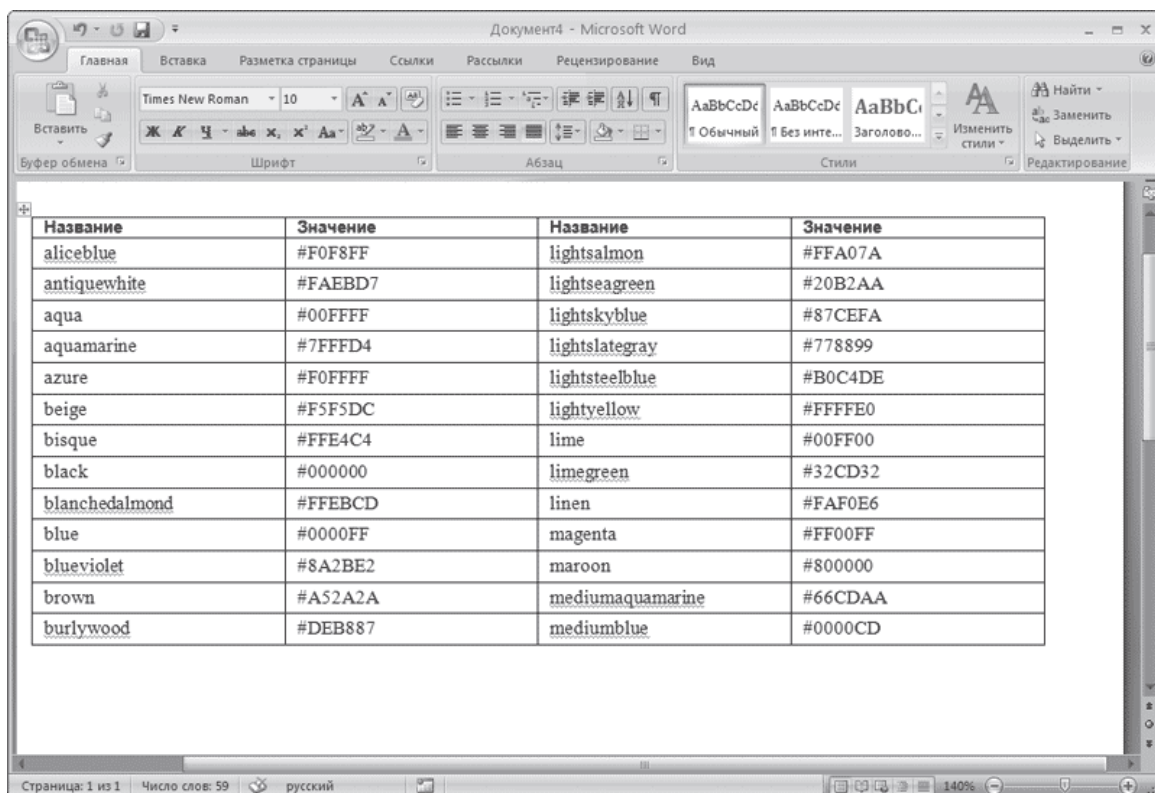 Документ4 - Microsoft Word
Главная Вставка Разметка страницы Ссылки Рассылки Рецензирование Вид
Times New Roman 10 Найти
AaBbCcDc AaBbCcDc AaBbC
Заменить
Вставить Ж К Ч abc x₂ x² Aa ab A ¶ Обычный ¶ Без инте... Заголово... Изменить стили Выделить
Буфер обмена Шрифт Абзац Стили Редактирование
Название Значение Название Значение
aliceblue #F0F8FF lightsalmon #FFA07A
antiquewhite #FAEBD7 lightseagreen #20B2AA
aqua #00FFFF lightskyblue #87CEFA
aquamarine #7FFFD4 lightslategray #778899
azure #F0FFFF lightsteelblue #B0C4DE
beige #F5F5DC lightyellow #FFFFE0
bisque #FFE4C4 lime #00FF00
black #000000 limegreen #32CD32
blanchedalmond #FFEBCD linen #FAF0E6
blue #0000FF magenta #FF00FF
blueviolet #8A2BE2 maroon #800000
brown #A52A2A mediumaquamarine #66CDAA
burlywood #DEB887 mediumblue #0000CD
Страница: 1 из 1 Число слов: 59 русский 140%